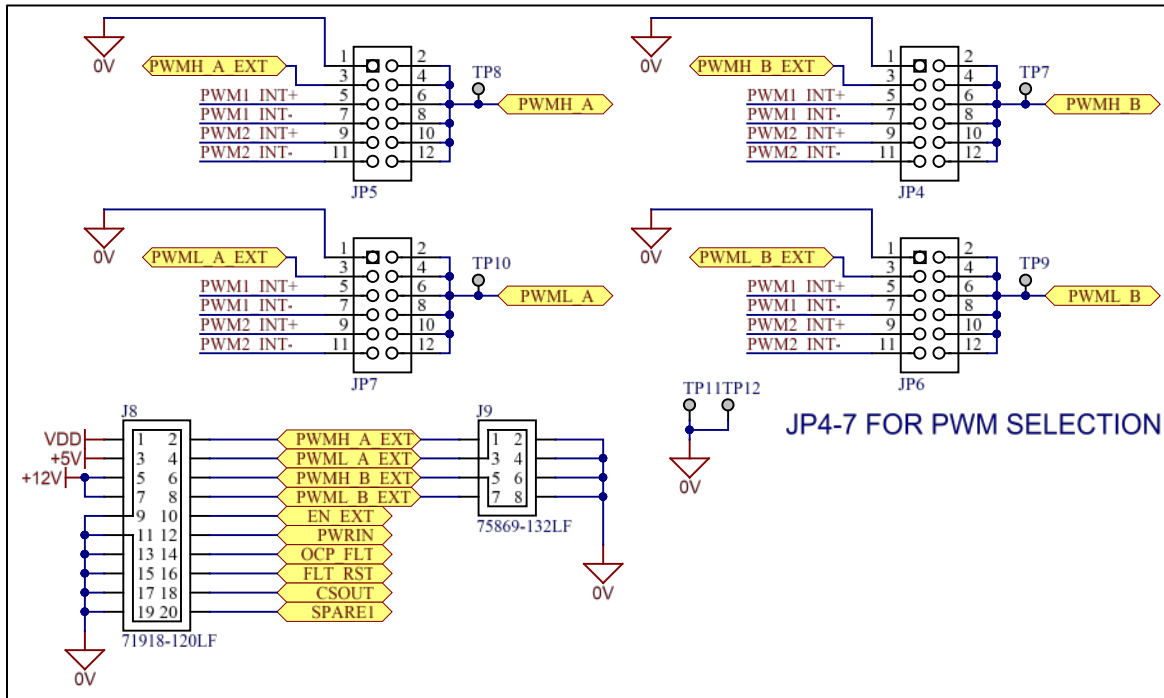 0V
PWMH_A_EXT
PWM1_INT+
PWM1_INT-
PWM2_INT+
PWM2_INT-
1 2
3 4
5 6
7 8
9 10
11 12
JP5
TP8
PWMH_A
0V
PWMH_B_EXT
PWM1_INT+
PWM1_INT-
PWM2_INT+
PWM2_INT-
1 2
3 4
5 6
7 8
9 10
11 12
JP4
TP7
PWMH_B
0V
PWML_A_EXT
PWM1_INT+
PWM1_INT-
PWM2_INT+
PWM2_INT-
1 2
3 4
5 6
7 8
9 10
11 12
JP7
TP10
PWML_A
0V
PWML_B_EXT
PWM1_INT+
PWM1_INT-
PWM2_INT+
PWM2_INT-
1 2
3 4
5 6
7 8
9 10
11 12
JP6
TP9
PWML_B
J8
VDD
+5V
+12V
1 2
3 4
5 6
7 8
9 10
11 12
13 14
15 16
17 18
19 20
71918-120LF
0V
PWMH_A_EXT
PWML_A_EXT
PWMH_B_EXT
PWML_B_EXT
EN_EXT
PWRIN
OCP_FLT
FLT_RST
CSOUT
SPARE1
J9
1 2
3 4
5 6
7 8
75869-132LF
0V
TP11 TP12
0V
JP4-7 FOR PWM SELECTION